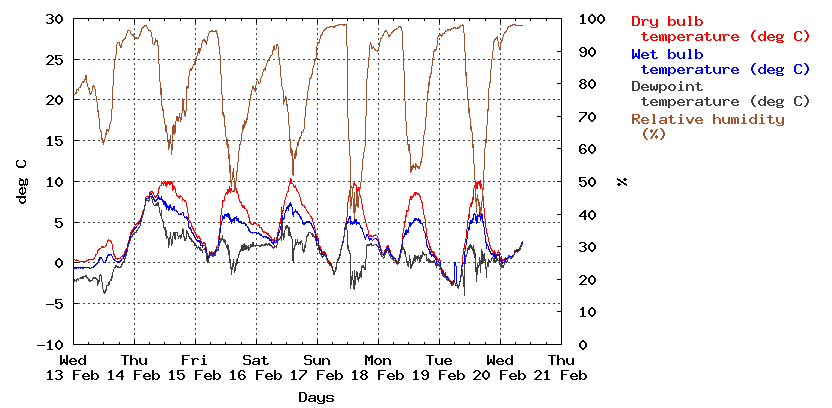 30
25
20
15
10
5
0
-5
-10
deg C
100
90
80
70
60
50
40
30
20
10
0
%
Wed Thu Fri Sat Sun Mon Tue Wed Thu
13 Feb 14 Feb 15 Feb 16 Feb 17 Feb 18 Feb 19 Feb 20 Feb 21 Feb
Days
Dry bulb
temperature (deg C)
Wet bulb
temperature (deg C)
Dewpoint
temperature (deg C)
Relative humidity
(%)